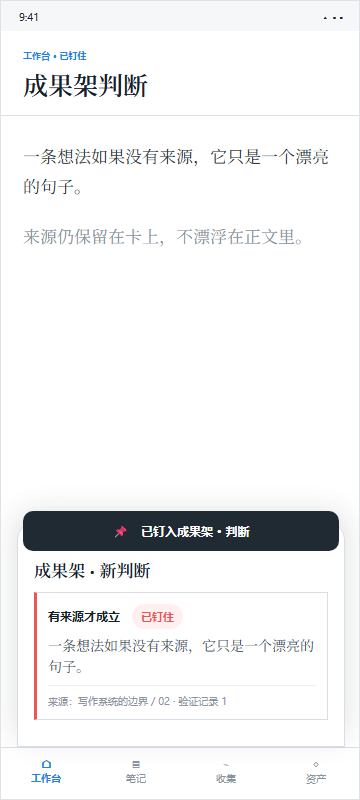 9:41
工作台 • 已钉住
成果架判断
一条想法如果没有来源，它只是一个漂亮
的句子。
来源仍保留在卡上，不漂浮在正文里。
已钉入成果架 • 判断
成果架 · 新判断
有来源才成立 已钉住
一条想法如果没有来源，它只是一个漂亮的
句子。
来源：写作系统的边界 / 02 · 验证记录 1
工作台 笔记 收集 资产